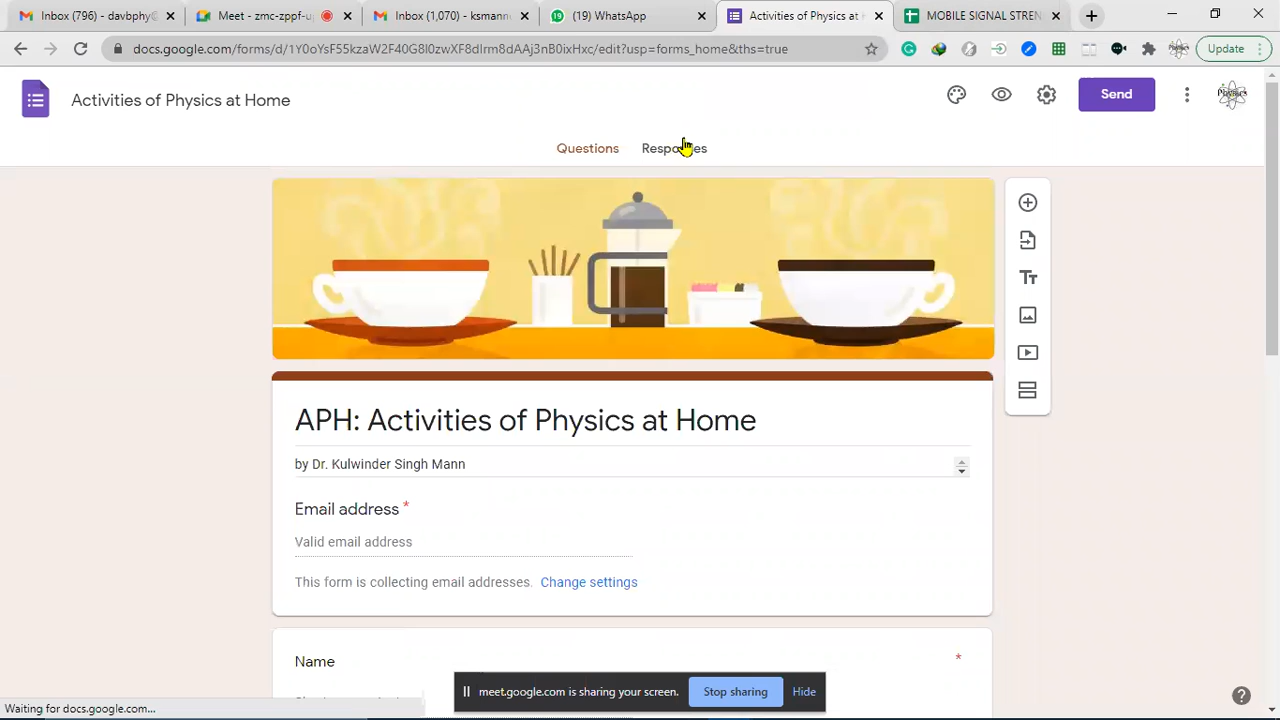 Inbox (796) - davbphy@
Meet - zmc-zppf-up
Inbox (1,070) - ksmann
(19) WhatsApp
Activities of Physics at H
MOBILE SIGNAL STREN
docs.google.com/forms/d/1Y0oYsF55kzaW2F40G8I0zwXF8dIrm8dAAj3nB0ixHxc/edit?usp=forms_home&ths=true
Update
Activities of Physics at Home
Send
Questions
Responses
APH: Activities of Physics at Home
by Dr. Kulwinder Singh Mann
Email address *
Valid email address
This form is collecting email addresses. Change settings
Name *
meet.google.com is sharing your screen. Stop sharing Hide
Waiting for docs.google.com...